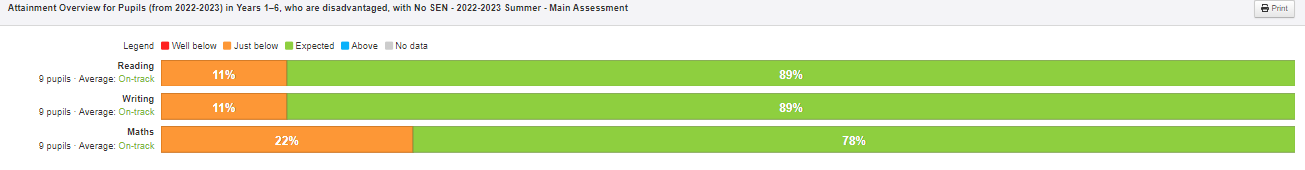 Attainment Overview for Pupils (from 2022-2023) in Years 1–6, who are disadvantaged, with No SEN - 2022-2023 Summer - Main Assessment
Print
Legend Well below Just below Expected Above No data
Reading
9 pupils · Average: On-track
11% 89%
Writing
9 pupils · Average: On-track
11% 89%
Maths
9 pupils · Average: On-track
22% 78%